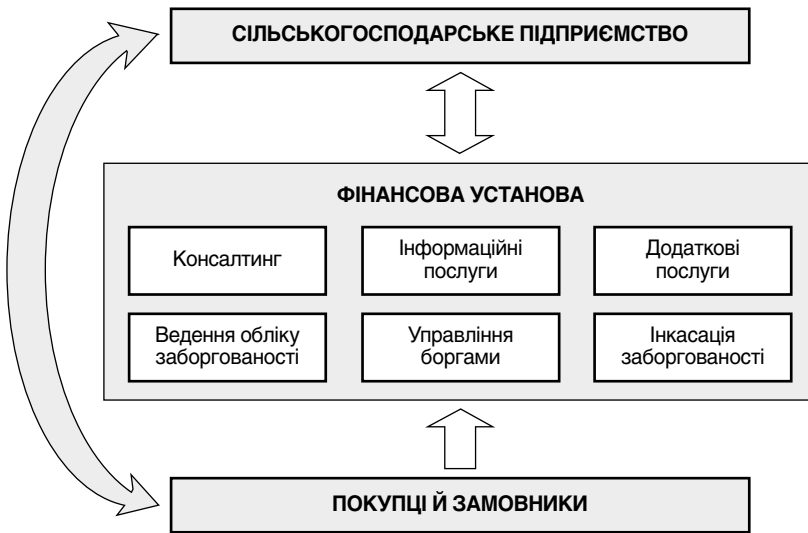 СІЛЬСЬКОГОСПОДАРСЬКЕ ПІДПРИЄМСТВО
ФІНАНСОВА УСТАНОВА
Консалтинг
Інформаційні
послуги
Додаткові
послуги
Ведення обліку
заборгованості
Управління
боргами
Інкасація
заборгованості
ПОКУПЦІ Й ЗАМОВНИКИ